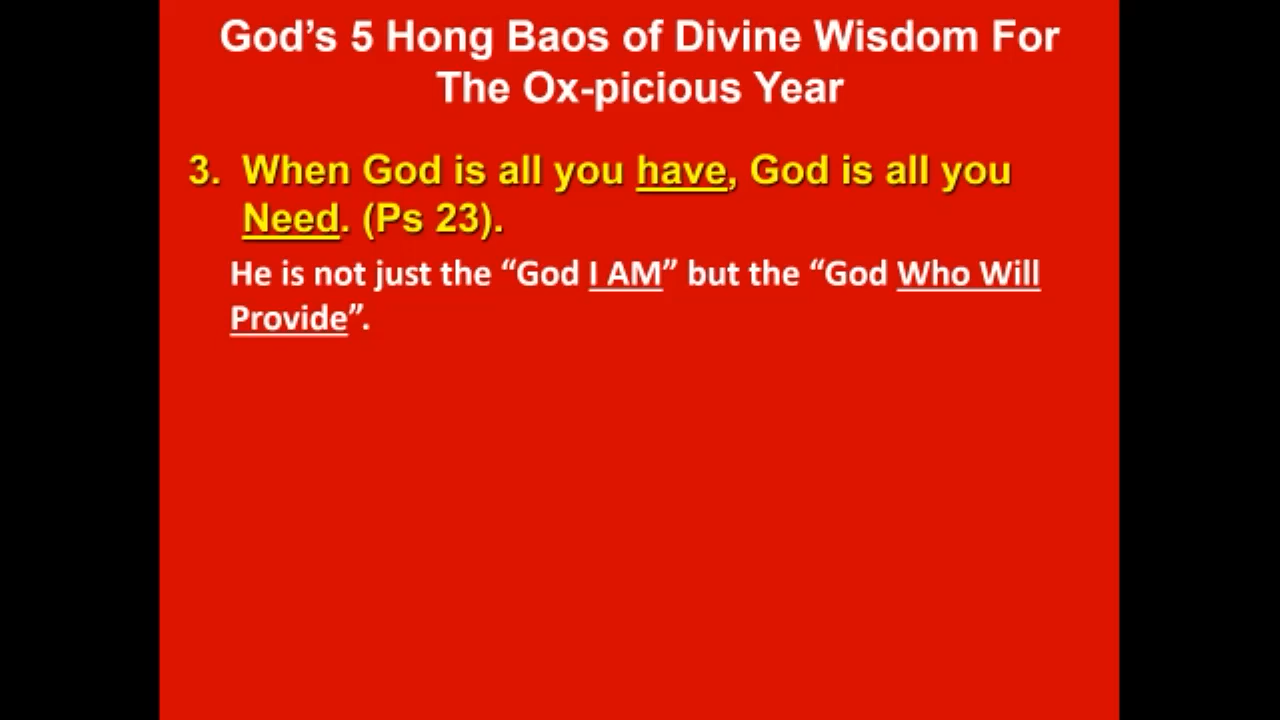 God’s 5 Hong Baos of Divine Wisdom For
The Ox-picious Year
3. When God is all you have, God is all you
Need. (Ps 23).
He is not just the “God I AM” but the “God Who Will
Provide”.